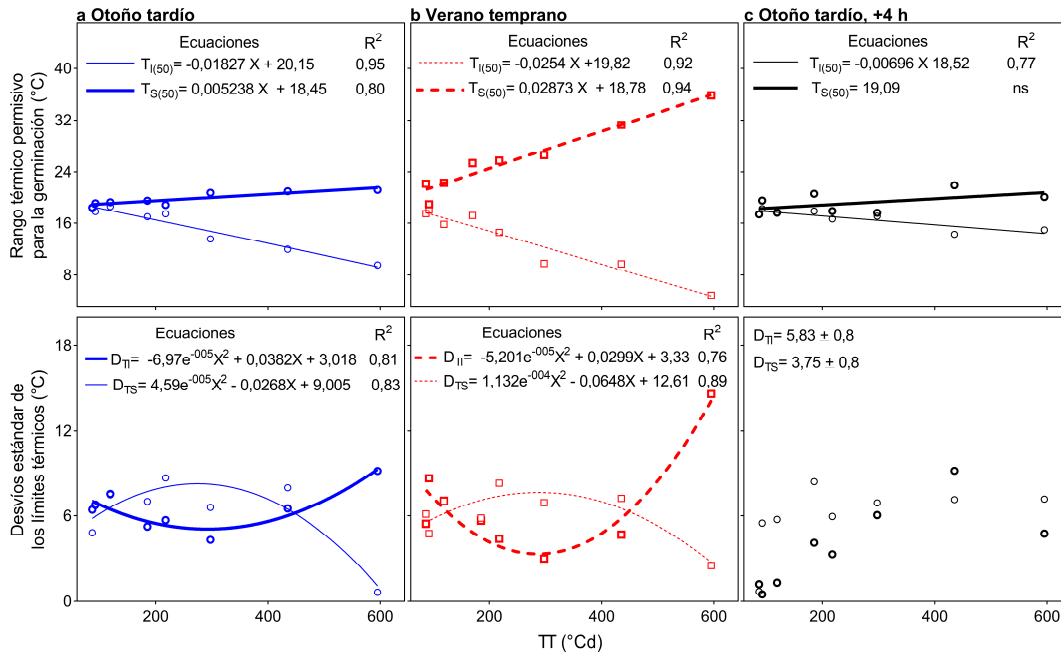 a Otoño tardío
b Verano temprano
c Otoño tardío, +4 h
Rango térmico permisivo
para la germinación (°C)
40
32
24
16
8
Ecuaciones R2
TI(50)= -0,01827 X + 20,15 0,95
TS(50)= 0,005238 X + 18,45 0,80
Ecuaciones R2
TI(50)= -0,0254 X +19,82 0,92
TS(50)= 0,02873 X + 18,78 0,94
Ecuaciones R2
TI(50)= -0,00696 X 18,52 0,77
TS(50)= 19,09 ns
Desvíos estándar de
los límites térmicos (°C)
18
12
6
0
Ecuaciones R2
DTI= -6,97e-005X2 + 0,0382X + 3,018 0,81
DTS= 4,59e-005X2 - 0,0268X + 9,005 0,83
Ecuaciones R2
DTI= -5,201e-005X2 + 0,0299X + 3,33 0,76
DTS= 1,132e-004X2 - 0,0648X + 12,61 0,89
DTI= 5,83 ± 0,8
DTS= 3,75 ± 0,8
200 400 600
200 400 600
200 400 600
TT (°Cd)